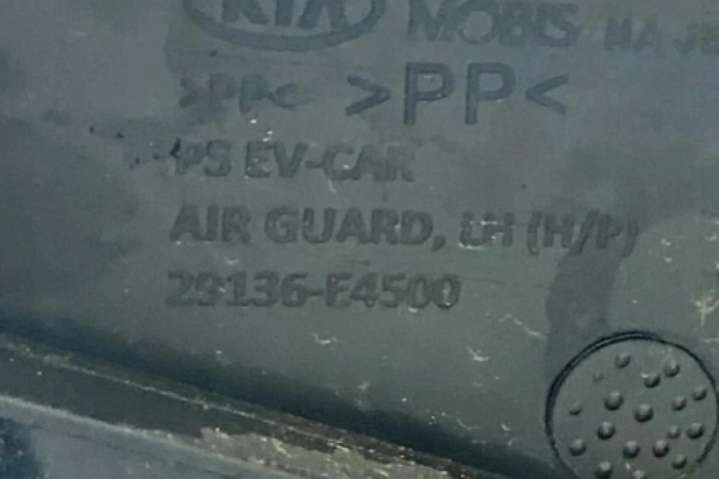 KIA MOBIS
>PP< >PP<
PS EV-CAR
AIR GUARD, LH (H/P)
29136-E4500